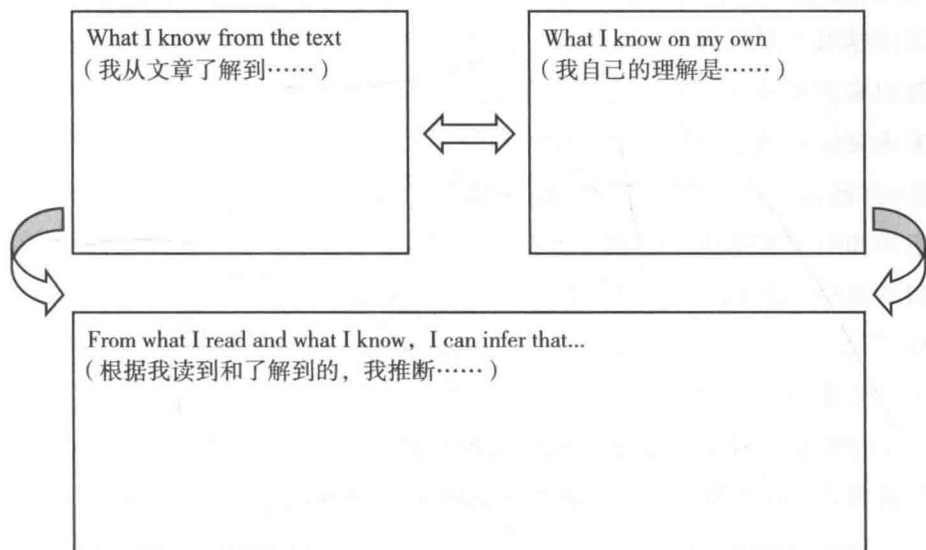 What I know from the text
（我从文章了解到……）
What I know on my own
（我自己的理解是……）
From what I read and what I know，I can infer that...
（根据我读到和了解到的，我推断……）